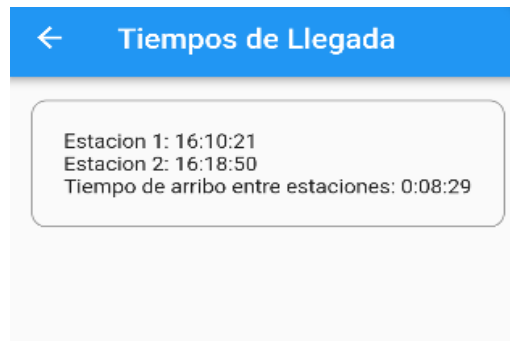 Tiempos de Llegada
Estacion 1: 16:10:21
Estacion 2: 16:18:50
Tiempo de arribo entre estaciones: 0:08:29